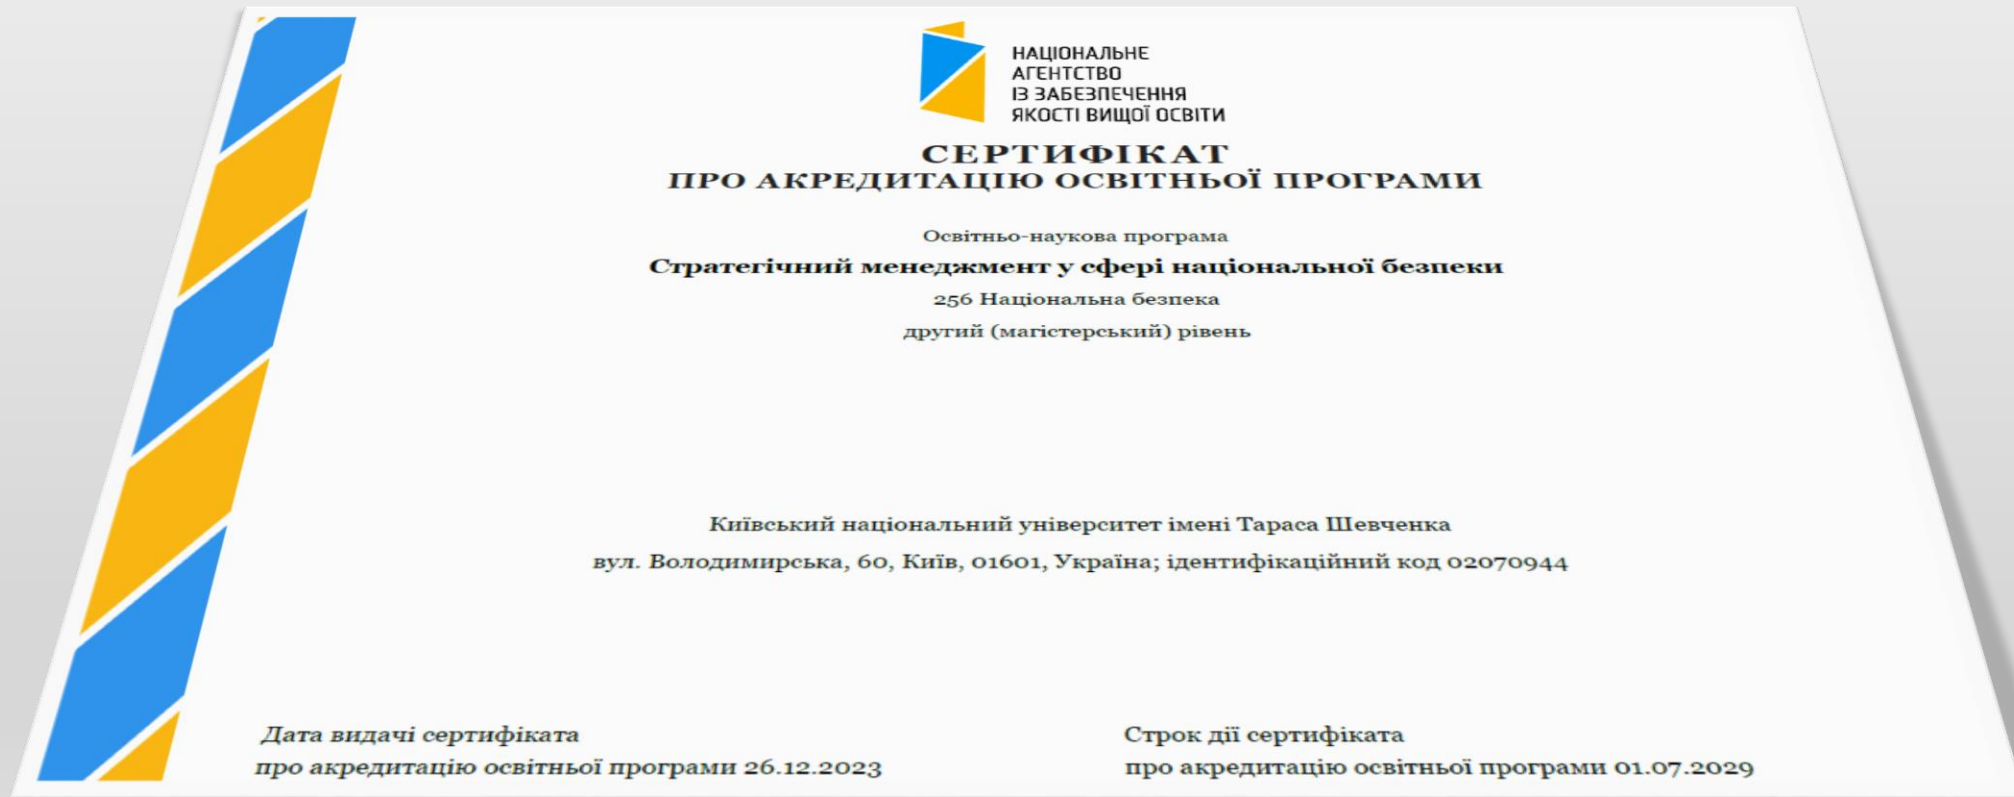 НАЦІОНАЛЬНЕ
АГЕНТСТВО
ІЗ ЗАБЕЗПЕЧЕННЯ
ЯКОСТІ ВИЩОЇ ОСВІТИ
СЕРТИФІКАТ
ПРО АКРЕДИТАЦІЮ ОСВІТНЬОЇ ПРОГРАМИ
Освітньо-наукова програма
Стратегічний менеджмент у сфері національної безпеки
256 Національна безпека
другий (магістерський) рівень
Київський національний університет імені Тараса Шевченка
вул. Володимирська, 60, Київ, 01601, Україна; ідентифікаційний код 02070944
Дата видачі сертифіката
про акредитацію освітньої програми 26.12.2023
Строк дії сертифіката
про акредитацію освітньої програми 01.07.2029